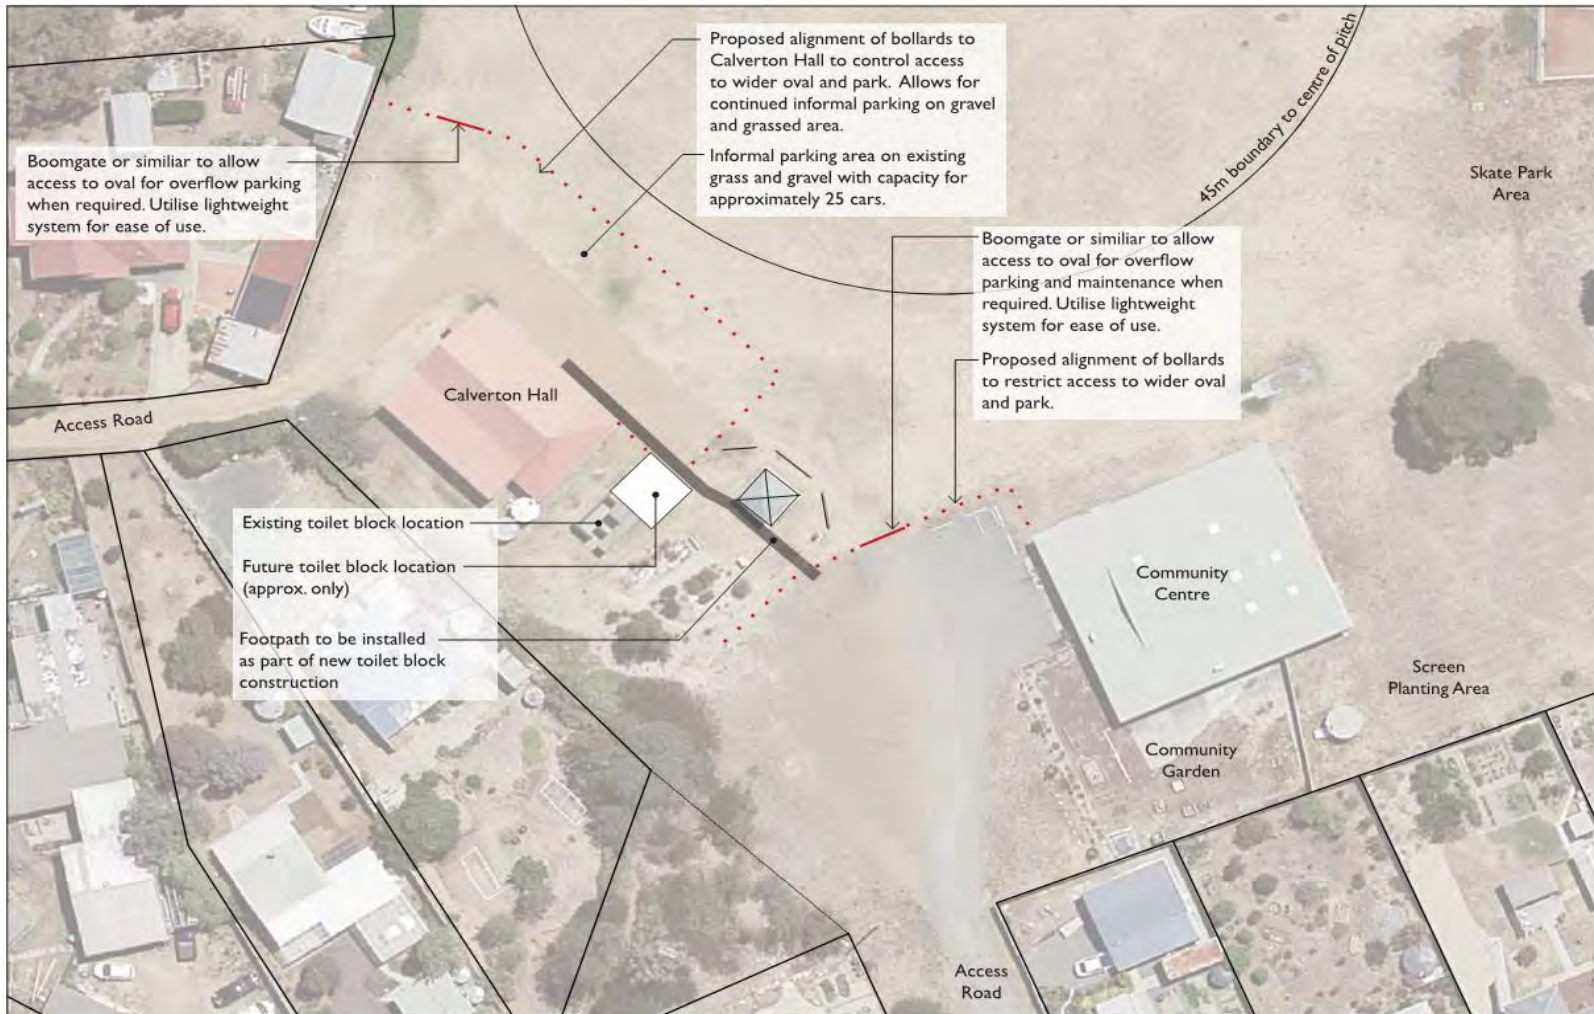 Proposed alignment of bollards to
Calverton Hall to control access
to wider oval and park. Allows for
continued informal parking on gravel
and grassed area.
Informal parking area on existing
grass and gravel with capacity for
approximately 25 cars.
45m boundary to centre of pitch
Boomgate or similiar to allow
access to oval for overflow parking
when required. Utilise lightweight
system for ease of use.
Skate Park
Area
Boomgate or similiar to allow
access to oval for overflow
parking and maintenance when
required. Utilise lightweight
system for ease of use.
Proposed alignment of bollards
to restrict access to wider oval
and park.
Calverton Hall
Access Road
Existing toilet block location
Future toilet block location
(approx. only)
Footpath to be installed
as part of new toilet block
construction
Community
Centre
Screen
Planting Area
Community
Garden
Access
Road